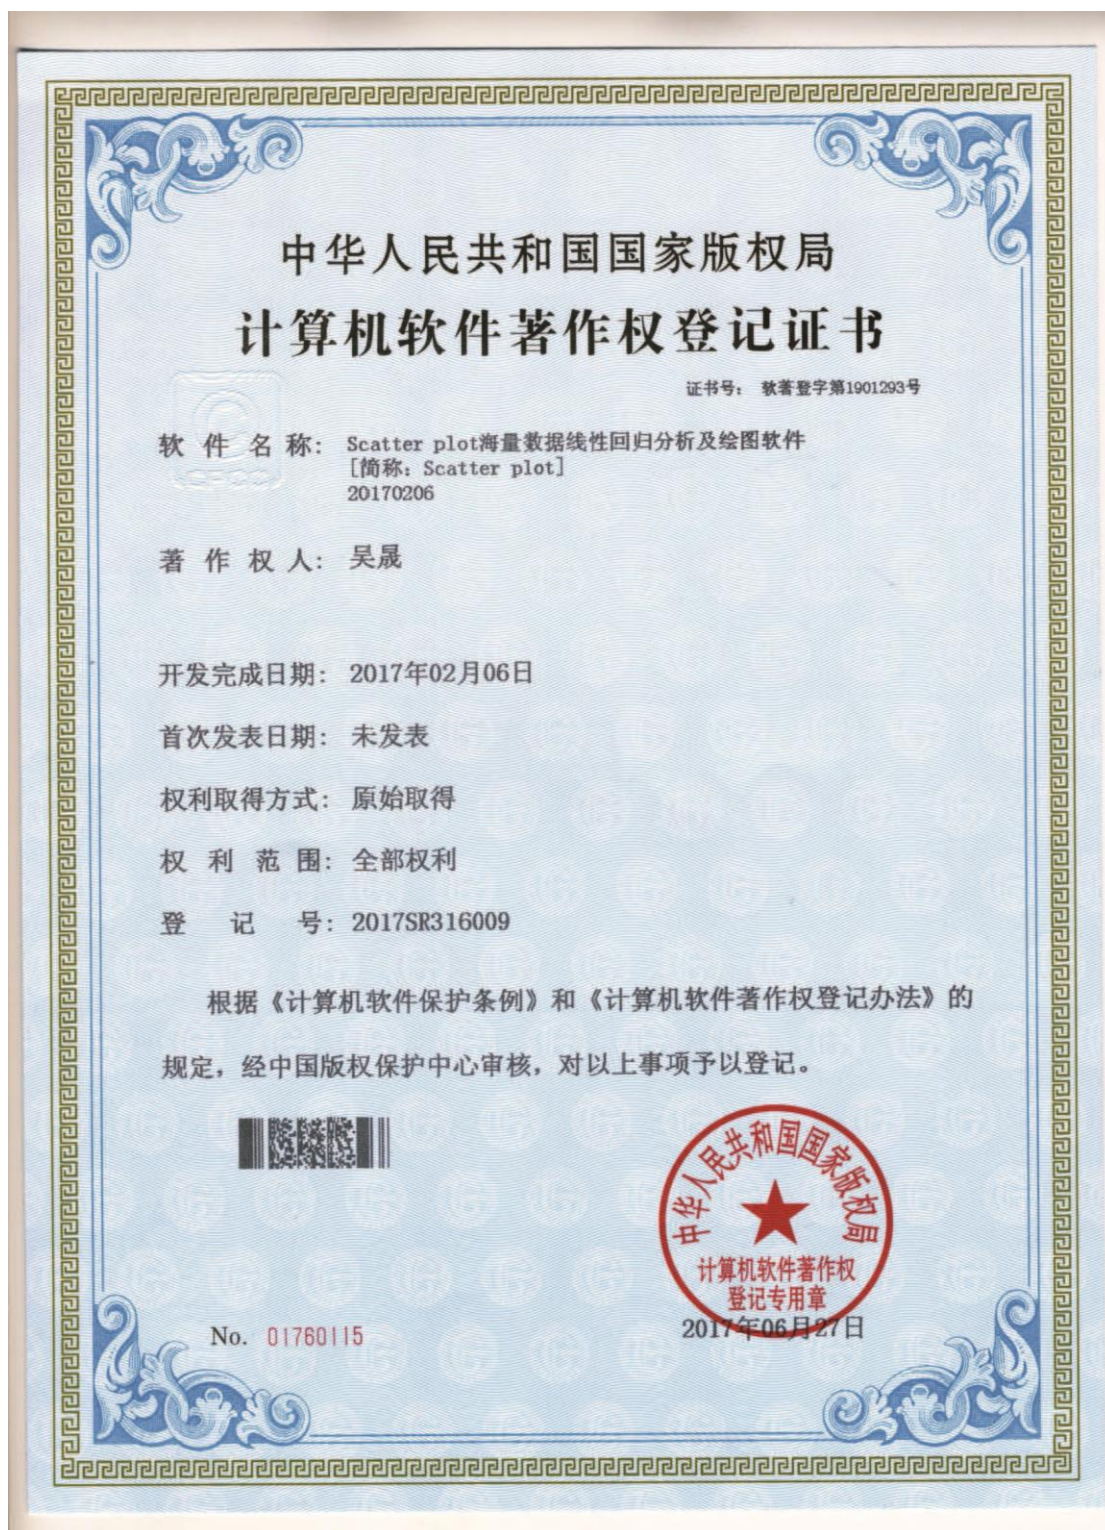 中华人民共和国国家版权局
计算机软件著作权登记证书
证书号： 软著登字第1901293号
软件名称： Scatter plot海量数据线性回归分析及绘图软件
[简称：Scatter plot]
20170206
著作权人： 吴晟
开发完成日期： 2017年02月06日
首次发表日期： 未发表
权利取得方式： 原始取得
权利范围： 全部权利
登记号： 2017SR316009
根据《计算机软件保护条例》和《计算机软件著作权登记办法》的
规定，经中国版权保护中心审核，对以上事项予以登记。
中华人民共和国国家版权局
计算机软件著作权
登记专用章
No. 01760115
2017年06月27日